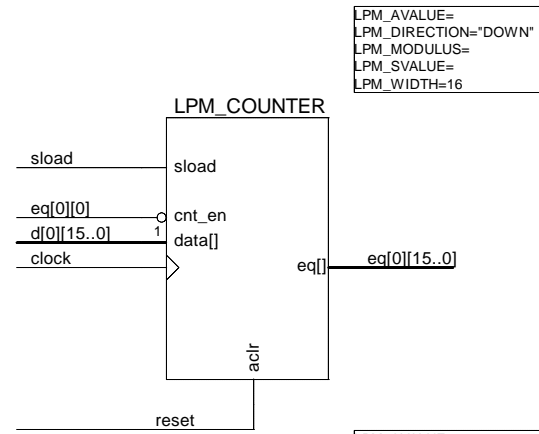 LPM_AVALUE=
LPM_DIRECTION="DOWN"
LPM_MODULUS=
LPM_SVALUE=
LPM_WIDTH=16
LPM_COUNTER
sload
sload
eq[0][0]
cnt_en
d[0][15..0]
1
data[]
clock
eq[]
eq[0][15..0]
aclr
reset